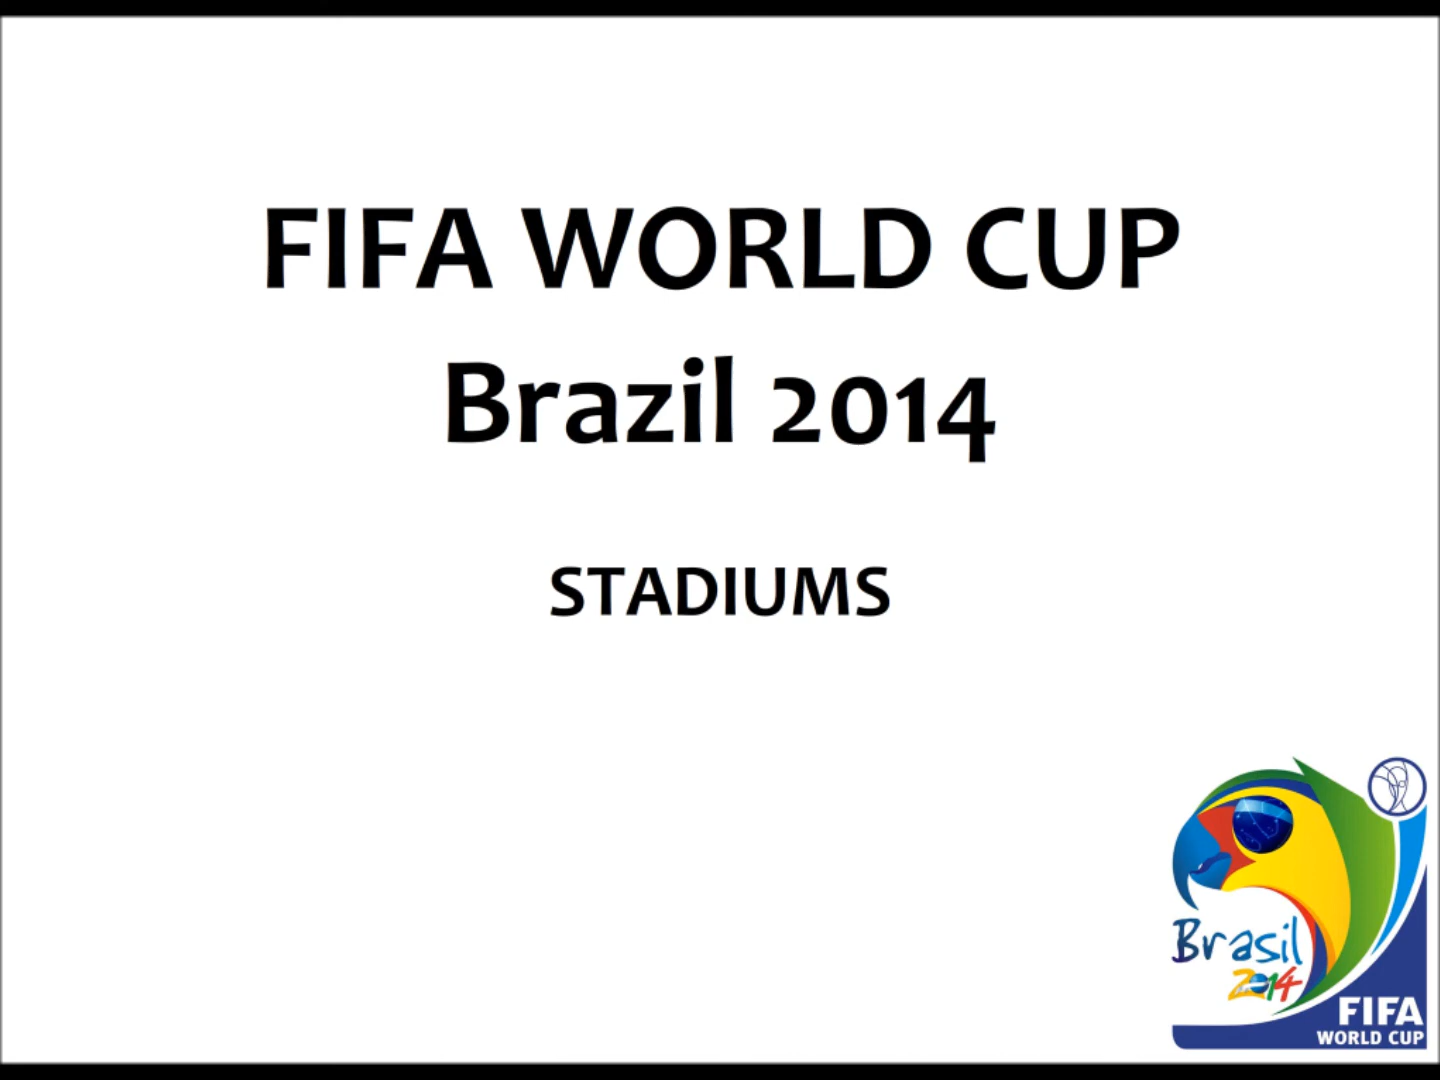 FIFA WORLD CUP
Brazil 2014
STADIUMS
Brasil
2014
FIFA
WORLD CUP